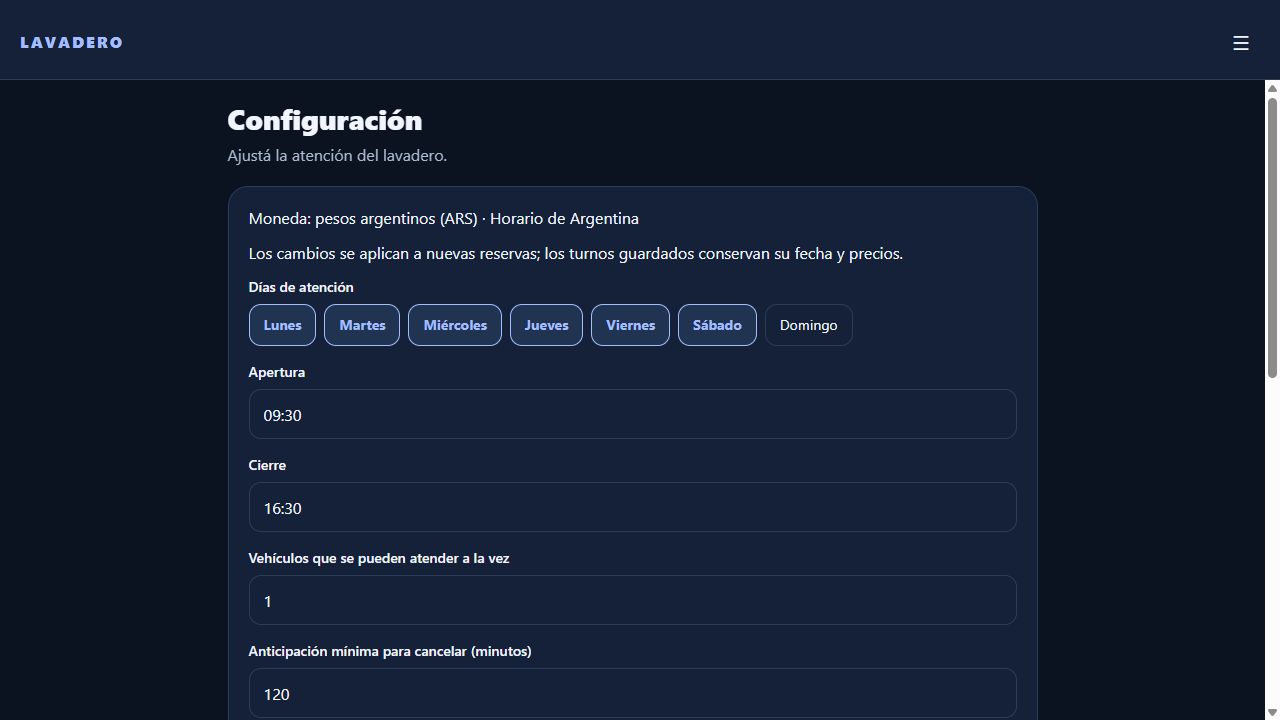 LAVADERO
☰
Configuración
Ajustá la atención del lavadero.
Moneda: pesos argentinos (ARS) · Horario de Argentina
Los cambios se aplican a nuevas reservas; los turnos guardados conservan su fecha y precios.
Días de atención
Lunes Martes Miércoles Jueves Viernes Sábado Domingo
Apertura
09:30
Cierre
16:30
Vehículos que se pueden atender a la vez
1
Anticipación mínima para cancelar (minutos)
120